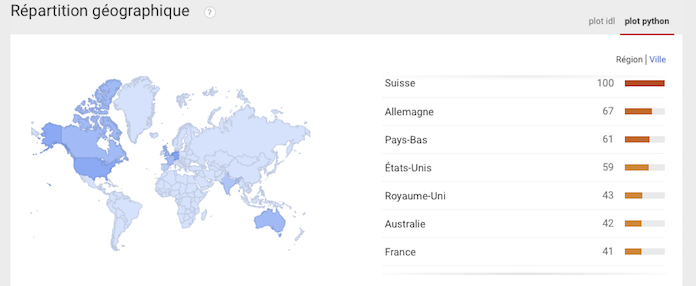 Répartition géographique ?
plot idl plot python
Région | Ville
Suisse 100
Allemagne 67
Pays-Bas 61
États-Unis 59
Royaume-Uni 43
Australie 42
France 41